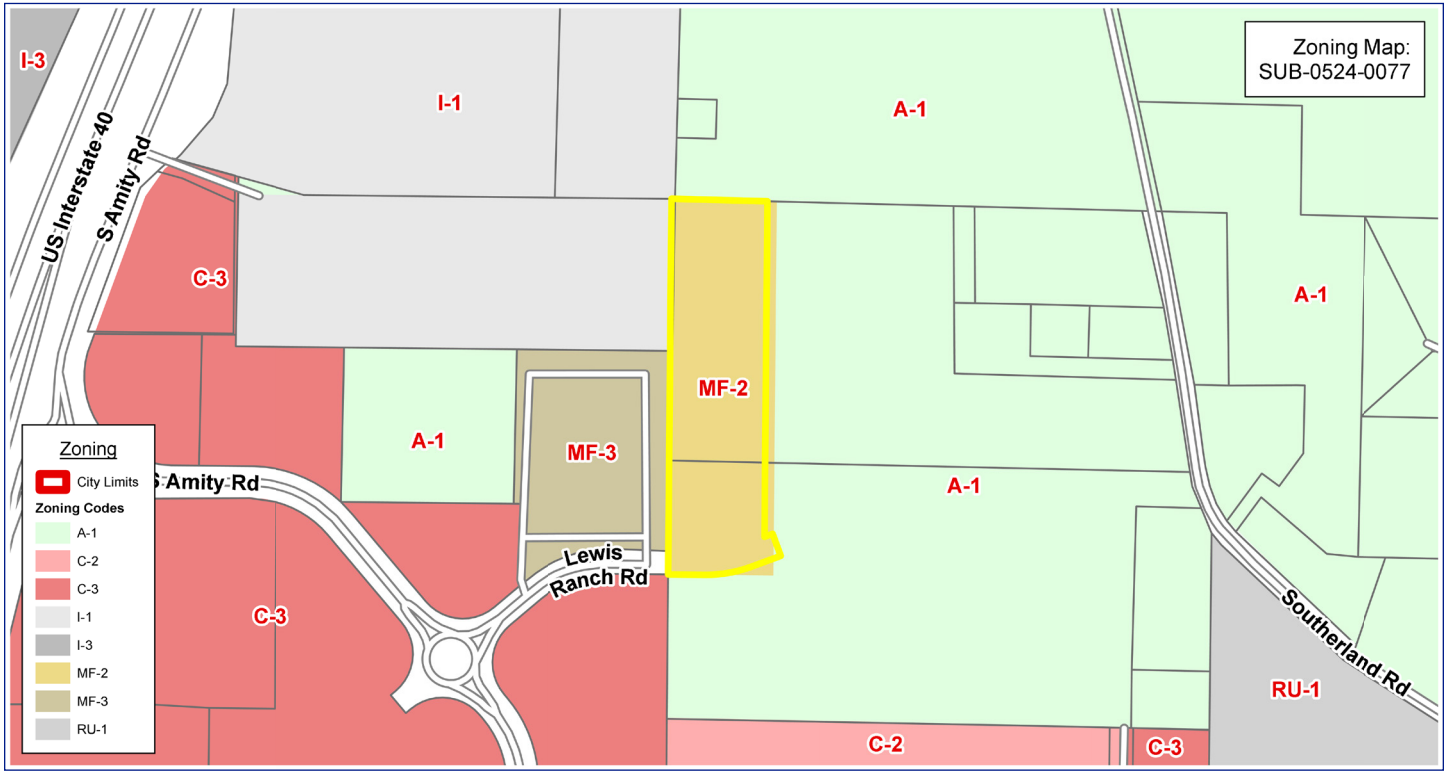 Zoning Map:
SUB-0524-0077
I-3
I-1
A-1
US Interstate 40
S Amity Rd
C-3
A-1
MF-2
A-1
MF-3
S Amity Rd
A-1
Lewis
Ranch Rd
C-3
Southerland Rd
RU-1
C-2
C-3
Zoning
City Limits
Zoning Codes
A-1
C-2
C-3
I-1
I-3
MF-2
MF-3
RU-1